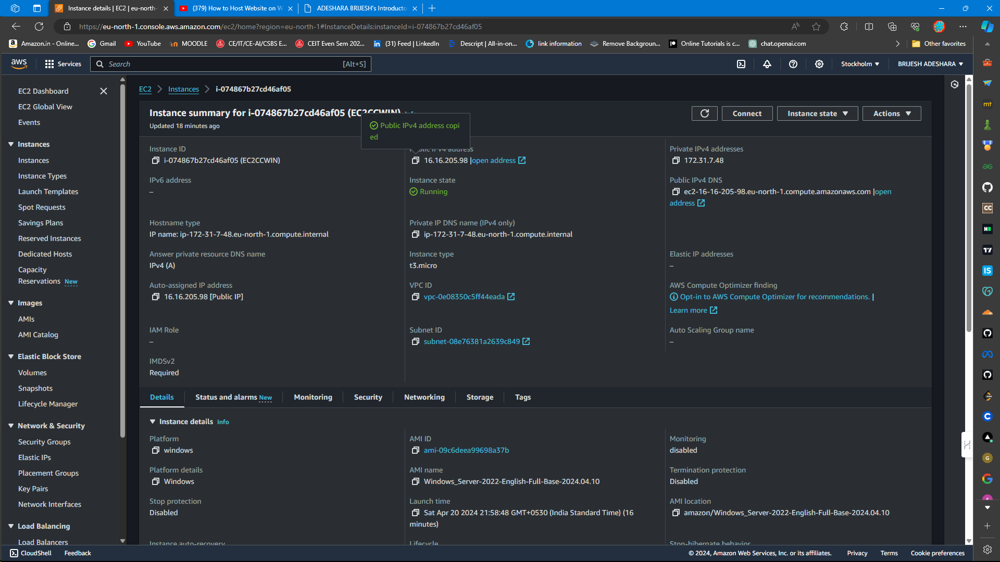 Instance details | EC2 | eu-north-
(379) How to Host Website on W
ADESHARA BRIJESH's Introducto
https://eu-north-1.console.aws.amazon.com/ec2/home?region=eu-north-1#InstanceDetails:instanceId=i-074867b27cd46af05
Amazon.in - Online...
Gmail
YouTube
MOODLE
CE/IT/CE-AI/CSBS E...
CEIT Even Sem 202...
(31) Feed | LinkedIn
Descript | All-in-on...
link information
Remove Backgroun...
Online Tutorials is c...
chat.openai.com
Other favorites
aws
Services
Search
[Alt+S]
Stockholm
BRIJESH ADESHARA
EC2 Dashboard
EC2 Global View
Events
Instances
Instances
Instance Types
Launch Templates
Spot Requests
Savings Plans
Reserved Instances
Dedicated Hosts
Capacity
Reservations New
Images
AMIs
AMI Catalog
Elastic Block Store
Volumes
Snapshots
Lifecycle Manager
Network & Security
Security Groups
Elastic IPs
Placement Groups
Key Pairs
Network Interfaces
Load Balancing
Load Balancers
EC2
Instances
i-074867b27cd46af05
Instance summary for i-074867b27cd46af05 (EC2CCWIN)
Updated 18 minutes ago
Public IPv4 address copi
ed
Connect
Instance state
Actions
Instance ID
i-074867b27cd46af05 (EC2CCWIN)
Public IPv4 address
16.16.205.98 |open address
Private IPv4 addresses
172.31.7.48
IPv6 address
–
Instance state
Running
Public IPv4 DNS
ec2-16-16-205-98.eu-north-1.compute.amazonaws.com |open
address
Hostname type
IP name: ip-172-31-7-48.eu-north-1.compute.internal
Private IP DNS name (IPv4 only)
ip-172-31-7-48.eu-north-1.compute.internal
Answer private resource DNS name
IPv4 (A)
Instance type
t3.micro
Elastic IP addresses
–
Auto-assigned IP address
16.16.205.98 [Public IP]
VPC ID
vpc-0e08350c5ff44eada
AWS Compute Optimizer finding
Opt-in to AWS Compute Optimizer for recommendations. |
Learn more
IAM Role
–
Subnet ID
subnet-08e76381a2639c849
Auto Scaling Group name
–
IMDSv2
Required
Details
Status and alarms New
Monitoring
Security
Networking
Storage
Tags
Instance details Info
Platform
windows
AMI ID
ami-09c6deea99698a37b
Monitoring
disabled
Platform details
Windows
AMI name
Windows_Server-2022-English-Full-Base-2024.04.10
Termination protection
Disabled
Stop protection
Disabled
Launch time
Sat Apr 20 2024 21:58:48 GMT+0530 (India Standard Time) (16
minutes)
AMI location
amazon/Windows_Server-2022-English-Full-Base-2024.04.10
Instance auto-recovery
Lifecycle
Stop-hibernate behavior
CloudShell
Feedback
© 2024, Amazon Web Services, Inc. or its affiliates.
Privacy
Terms
Cookie preferences